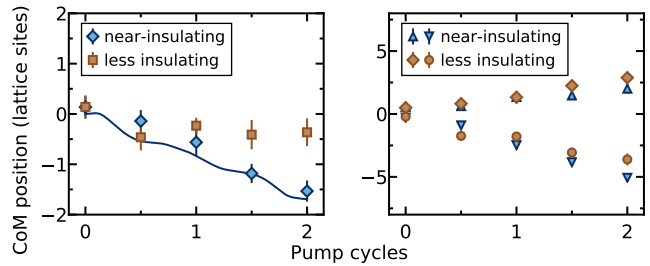 CoM position (lattice sites)
2
1
0
−1
−2
near-insulating
less insulating
0
1
2
5
0
−5
near-insulating
less insulating
0
1
2
Pump cycles